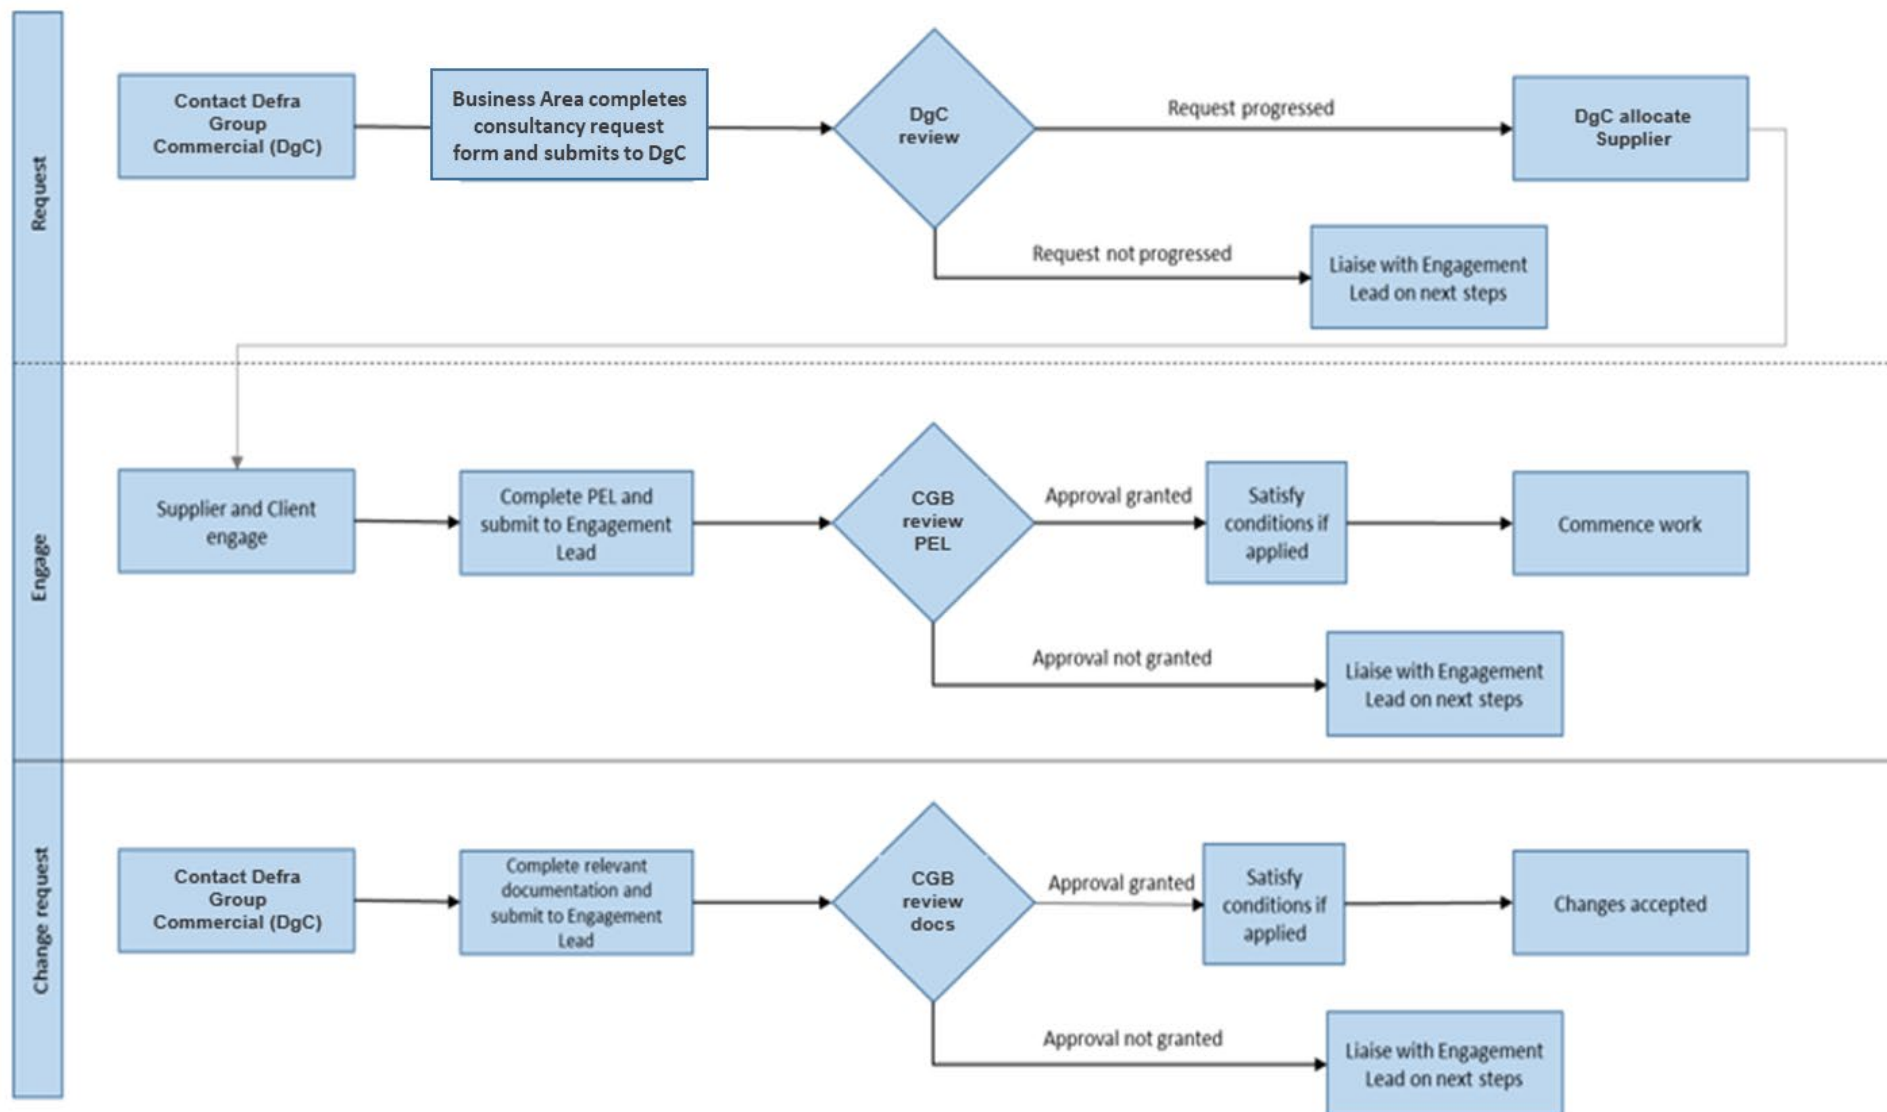 Request
Contact Defra
Group
Commercial (DgC)
Business Area completes
consultancy request
form and submits to DgC
DgC
review
Request progressed
DgC allocate
Supplier
Request not progressed
Liaise with Engagement
Lead on next steps
Engage
Supplier and Client
engage
Complete PEL and
submit to Engagement
Lead
CGB
review
PEL
Approval granted
Satisfy
conditions if
applied
Commence work
Approval not granted
Liaise with Engagement
Lead on next steps
Change request
Contact Defra
Group
Commercial (DgC)
Complete relevant
documentation and
submit to Engagement
Lead
CGB
review
docs
Approval granted
Satisfy
conditions if
applied
Changes accepted
Approval not granted
Liaise with Engagement
Lead on next steps